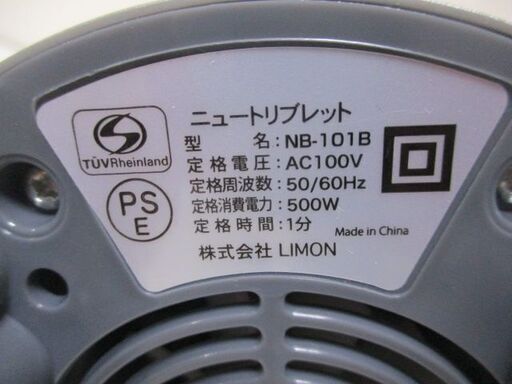 ニュートリブレット
型 名：NB-101B
定格電圧：AC100V
定格周波数：50/60Hz
定格消費電力：500W
定格時間：1分
株式会社 LIMON
Made in China
TÜVRheinland
PS
E